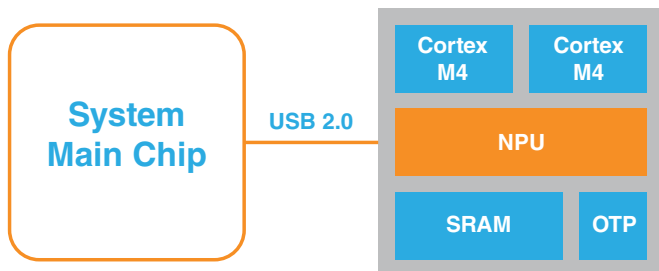 System
Main Chip
USB 2.0
Cortex
M4
Cortex
M4
NPU
SRAM
OTP